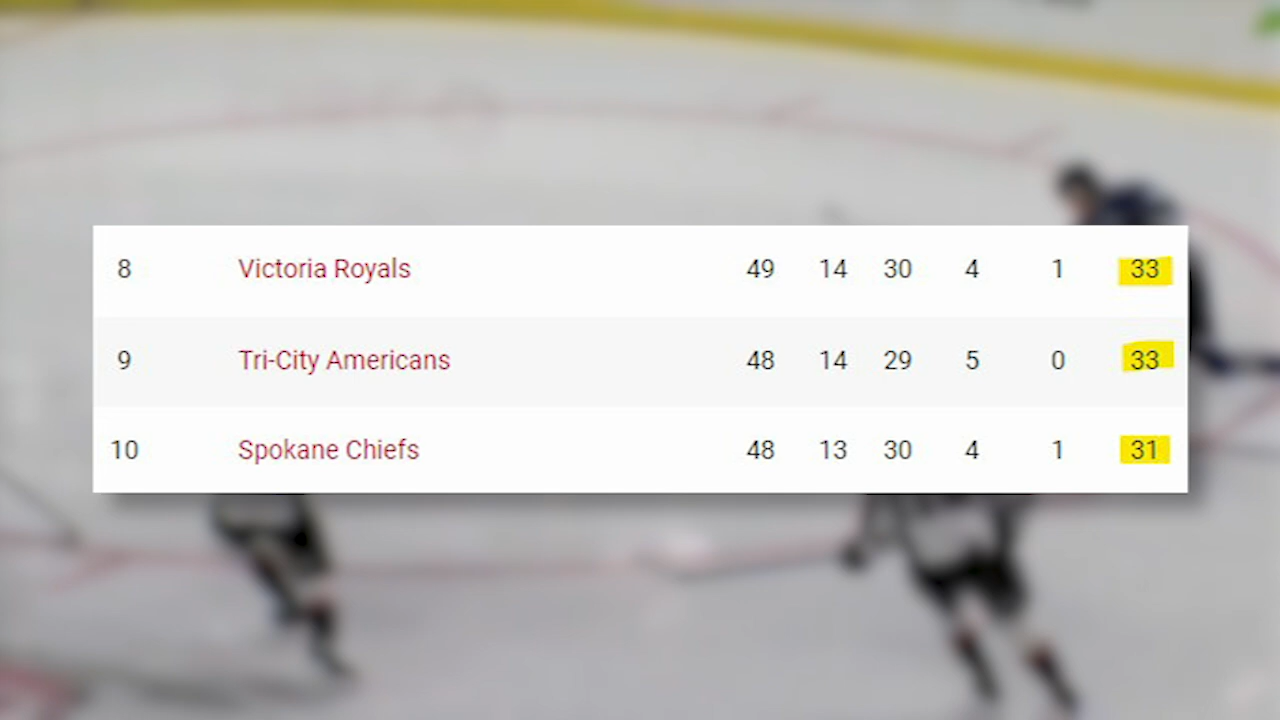 8 Victoria Royals 49 14 30 4 1 33
9 Tri-City Americans 48 14 29 5 0 33
10 Spokane Chiefs 48 13 30 4 1 31